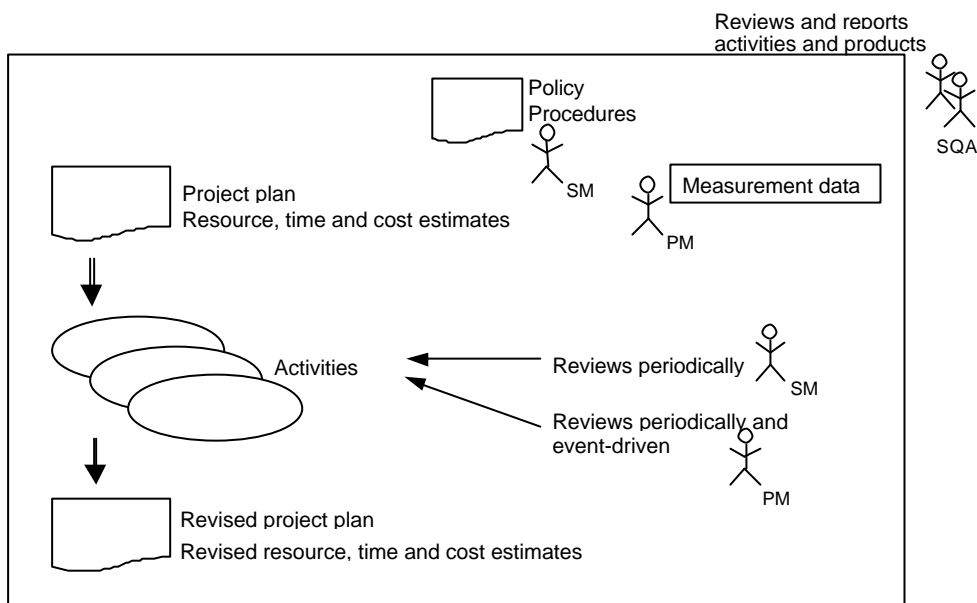 Reviews and reports
activities and products
SQA
Policy
Procedures
SM
Measurement data
PM
Project plan
Resource, time and cost estimates
Activities
Reviews periodically
SM
Reviews periodically and
event-driven
PM
Revised project plan
Revised resource, time and cost estimates